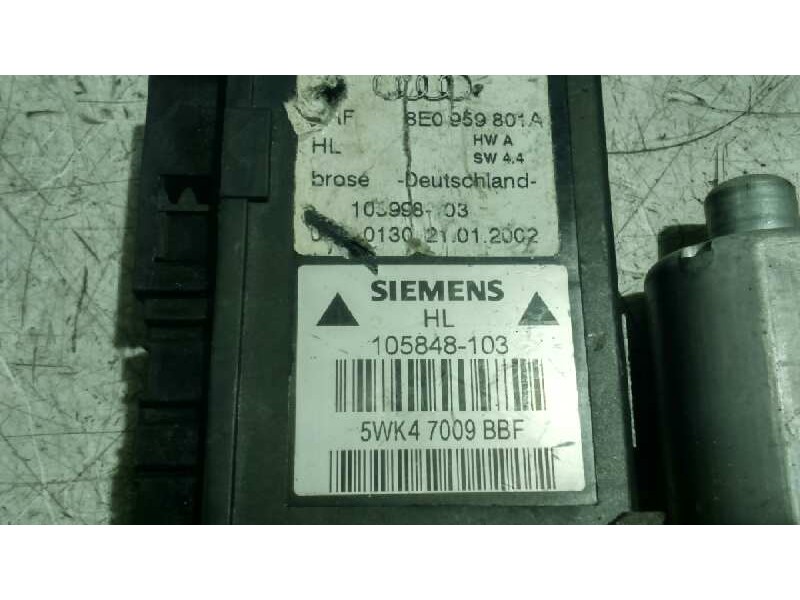 8E0 959 801A
HL HW A
SW 4.4
brose -Deutschland-
0130 21.01.2002
SIEMENS
HL
105848-103
5WK4 7009 BBF